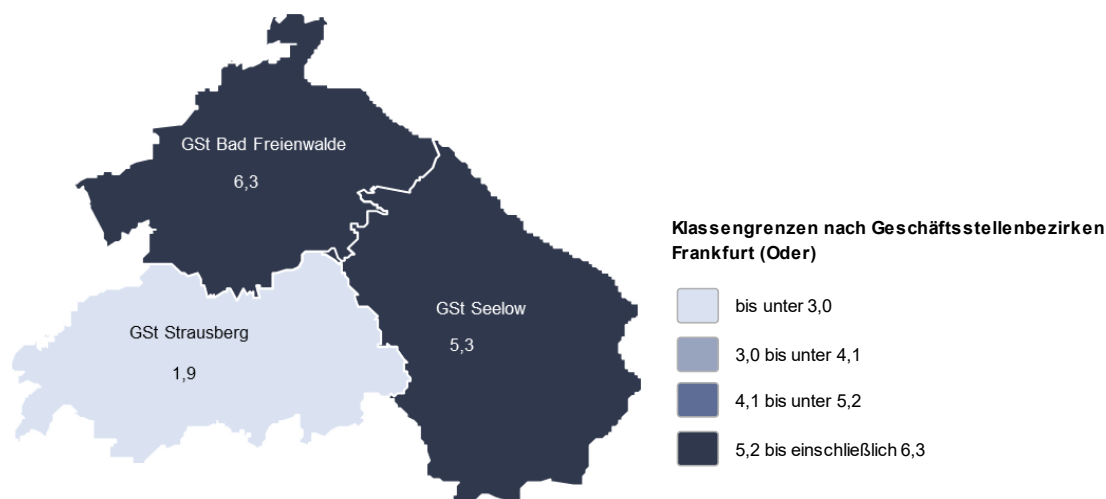 GSt Bad Freienwalde
6,3
GSt Seelow
5,3
GSt Strausberg
1,9
Klassengrenzen nach Geschäftsstellenbezirken
Frankfurt (Oder)
bis unter 3,0
3,0 bis unter 4,1
4,1 bis unter 5,2
5,2 bis einschließlich 6,3